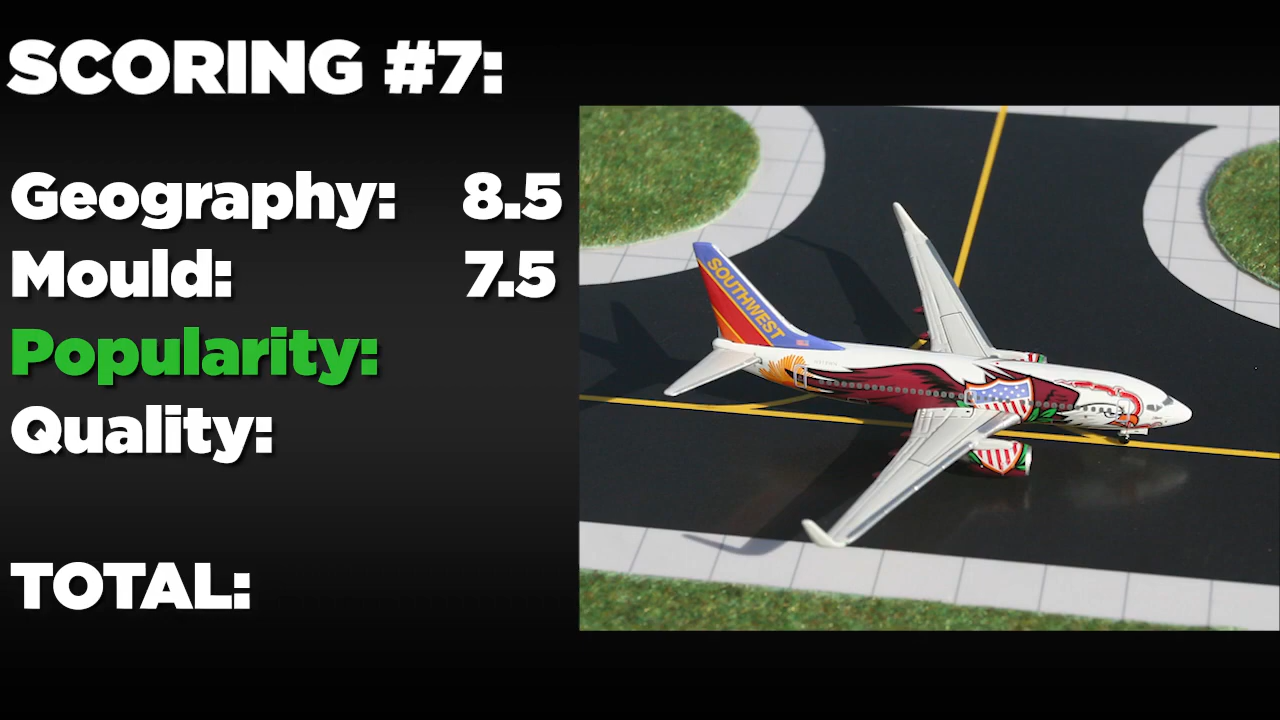 SCORING #7:
Geography: 8.5
Mould: 7.5
Popularity:
Quality:
TOTAL:
SOUTHWEST